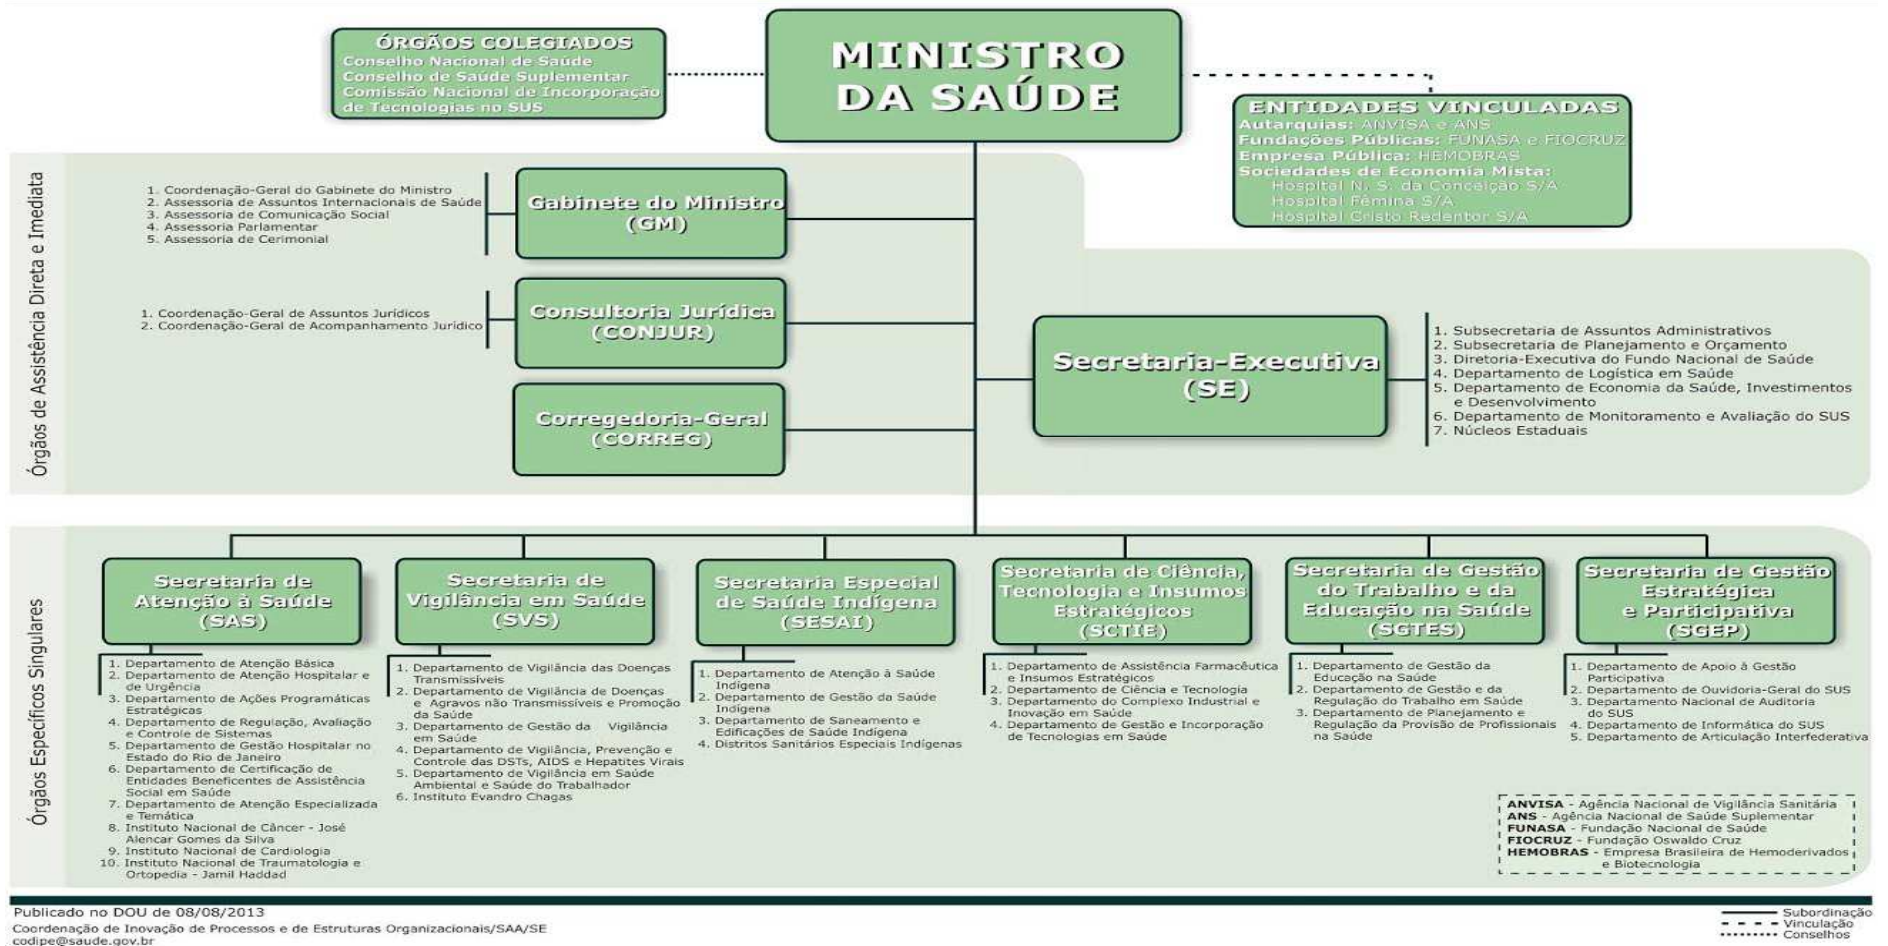 ÓRGÃOS COLEGIADOS
Conselho Nacional de Saúde
Conselho de Saúde Suplementar
Comissão Nacional de Incorporação
de Tecnologias no SUS
MINISTRO
DA SAÚDE
ENTIDADES VINCULADAS
Autarquias: ANVISA e ANS
Fundações Públicas: FUNASA e FIOCRUZ
Empresa Pública: HEMOBRAS
Sociedades de Economia Mista:
Hospital N. S. da Conceição S/A
Hospital Fêmina S/A
Hospital Cristo Redentor S/A
Órgãos de Assistência Direta e Imediata
1. Coordenação-Geral do Gabinete do Ministro
2. Assessoria de Assuntos Internacionais de Saúde
3. Assessoria de Comunicação Social
4. Assessoria Parlamentar
5. Assessoria de Cerimonial
Gabinete do Ministro
(GM)
1. Coordenação-Geral de Assuntos Jurídicos
2. Coordenação-Geral de Acompanhamento Jurídico
Consultoria Jurídica
(CONJUR)
Corregedoria-Geral
(CORREG)
Secretaria-Executiva
(SE)
1. Subsecretaria de Assuntos Administrativos
2. Subsecretaria de Planejamento e Orçamento
3. Diretoria-Executiva do Fundo Nacional de Saúde
4. Departamento de Logística em Saúde
5. Departamento de Economia da Saúde, Investimentos
e Desenvolvimento
6. Departamento de Monitoramento e Avaliação do SUS
7. Núcleos Estaduais
Órgãos Específicos Singulares
Secretaria de
Atenção à Saúde
(SAS)
1. Departamento de Atenção Básica
2. Departamento de Atenção Hospitalar e
de Urgência
3. Departamento de Ações Programáticas
Estratégicas
4. Departamento de Regulação, Avaliação
e Controle de Sistemas
5. Departamento de Gestão Hospitalar no
Estado do Rio de Janeiro
6. Departamento de Certificação de
Entidades Beneficentes de Assistência
Social em Saúde
7. Departamento de Atenção Especializada
e Temática
8. Instituto Nacional de Câncer - José
Alencar Gomes da Silva
9. Instituto Nacional de Cardiologia
10. Instituto Nacional de Traumatologia e
Ortopedia - Jamil Haddad
Secretaria de
Vigilância em Saúde
(SVS)
1. Departamento de Vigilância das Doenças
Transmissíveis
2. Departamento de Vigilância de Doenças
e Agravos não Transmissíveis e Promoção
da Saúde
3. Departamento de Gestão da Vigilância
em Saúde
4. Departamento de Vigilância, Prevenção e
Controle das DSTs, AIDS e Hepatites Virais
5. Departamento de Vigilância em Saúde
Ambiental e Saúde do Trabalhador
6. Instituto Evandro Chagas
Secretaria Especial
de Saúde Indígena
(SESAI)
1. Departamento de Atenção à Saúde
Indígena
2. Departamento de Gestão da Saúde
Indígena
3. Departamento de Saneamento e
Edificações de Saúde Indígena
4. Distritos Sanitários Especiais Indígenas
Secretaria de Ciência,
Tecnologia e Insumos
Estratégicos
(SCTIE)
1. Departamento de Assistência Farmacêutica
e Insumos Estratégicos
2. Departamento de Ciência e Tecnologia
3. Departamento do Complexo Industrial e
Inovação em Saúde
4. Departamento de Gestão e Incorporação
de Tecnologias em Saúde
Secretaria de Gestão
do Trabalho e da
Educação na Saúde
(SGTES)
1. Departamento de Gestão da
Educação na Saúde
2. Departamento de Gestão e da
Regulação do Trabalho em Saúde
3. Departamento de Planejamento e
Regulação da Provisão de Profissionais
na Saúde
Secretaria de Gestão
Estratégica
e Participativa
(SGEP)
1. Departamento de Apoio à Gestão
Participativa
2. Departamento de Ouvidoria-Geral do SUS
3. Departamento Nacional de Auditoria
do SUS
4. Departamento de Informática do SUS
5. Departamento de Articulação Interfederativa
ANVISA - Agência Nacional de Vigilância Sanitária
ANS - Agência Nacional de Saúde Suplementar
FUNASA - Fundação Nacional de Saúde
FIOCRUZ - Fundação Oswaldo Cruz
HEMOBRAS - Empresa Brasileira de Hemoderivados
e Biotecnologia
Publicado no DOU de 08/08/2013
Coordenação de Inovação de Processos e de Estruturas Organizacionais/SAA/SE
codipe@saude.gov.br
Subordinação
Vinculação
Conselhos